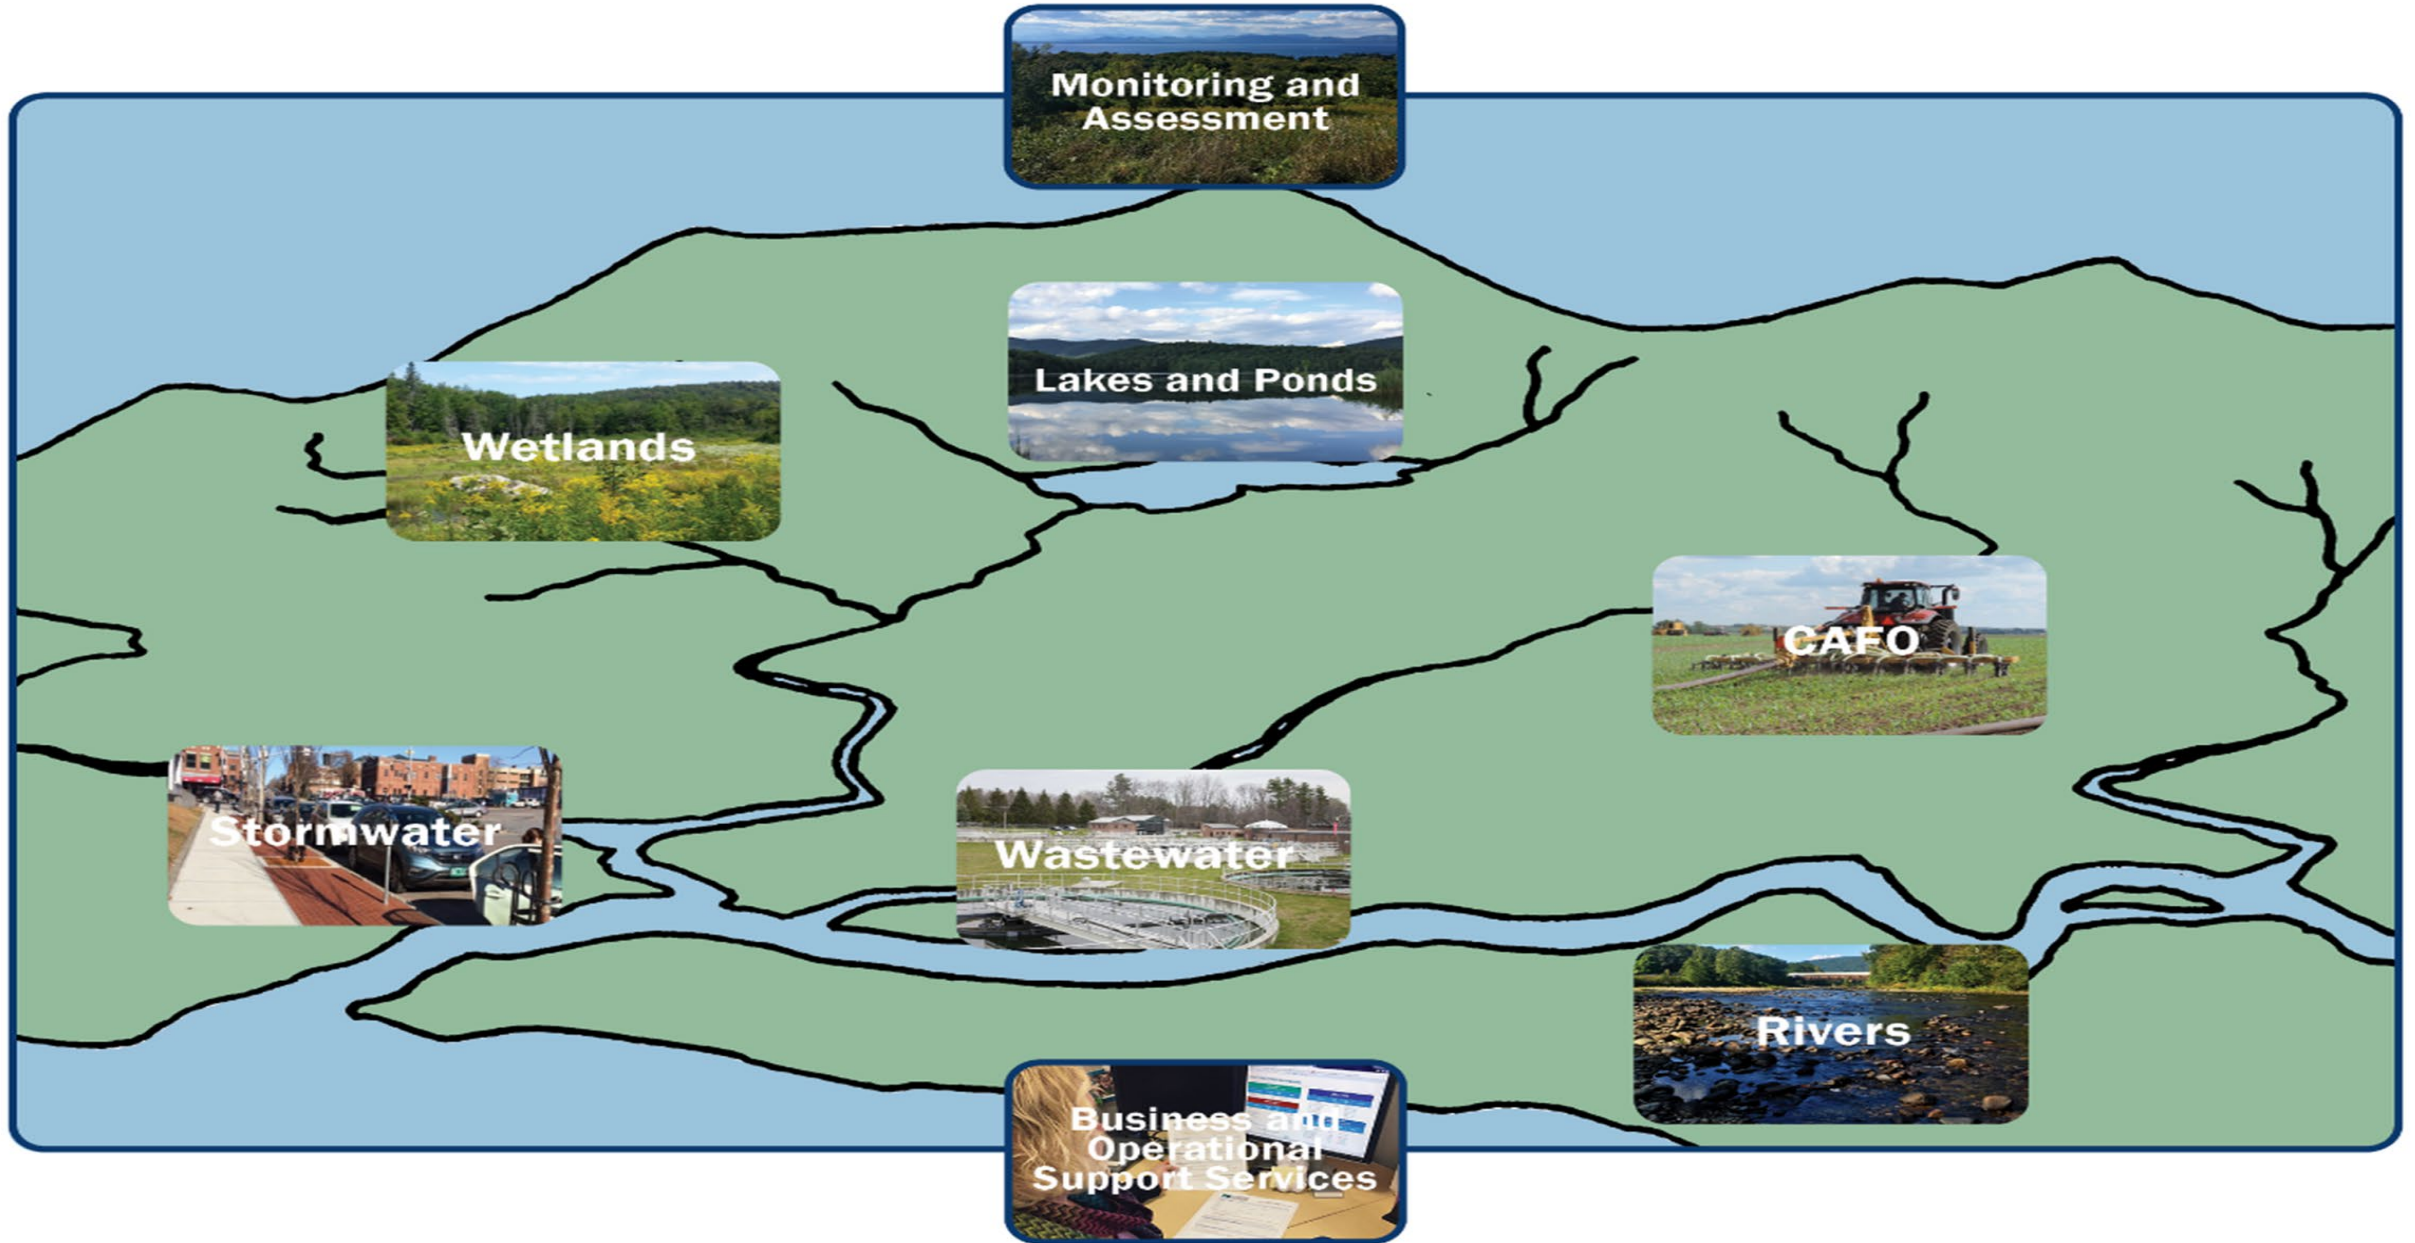 Monitoring and
Assessment
Lakes and Ponds
Wetlands
CAFO
Stormwater
Wastewater
Rivers
Business and
Operational
Support Services